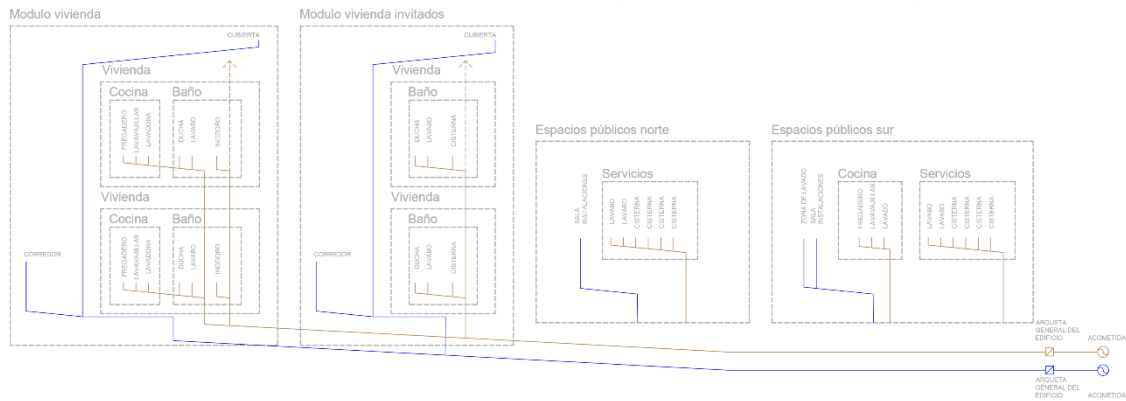 Modulo vivienda
CUBIERTA
Vivienda
Cocina
Baño
FREGADERO
LAVAVAJILLAS
LAVADORA
DUCHA
LAVABO
INODORO
Vivienda
Cocina
Baño
FREGADERO
LAVAVAJILLAS
LAVADORA
DUCHA
LAVABO
INODORO
CORREDOR
Modulo vivienda invitados
CUBIERTA
Vivienda
Baño
DUCHA
LAVABO
CISTERNA
Vivienda
Baño
DUCHA
LAVABO
CISTERNA
CORREDOR
Espacios públicos norte
SALA
INSTALACIONES
Servicios
LAVABO
LAVABO
CISTERNA
CISTERNA
CISTERNA
CISTERNA
Espacios públicos sur
ZONA DE LAVADO
SALA
INSTALACIONES
Cocina
FREGADERO
LAVAVAJILLAS
LAVADO
Servicios
LAVABO
LAVABO
CISTERNA
CISTERNA
CISTERNA
CISTERNA
ARQUETA
GENERAL DEL
EDIFICIO
ACOMETIDA
ARQUETA
GENERAL DEL
EDIFICIO
ACOMETIDA